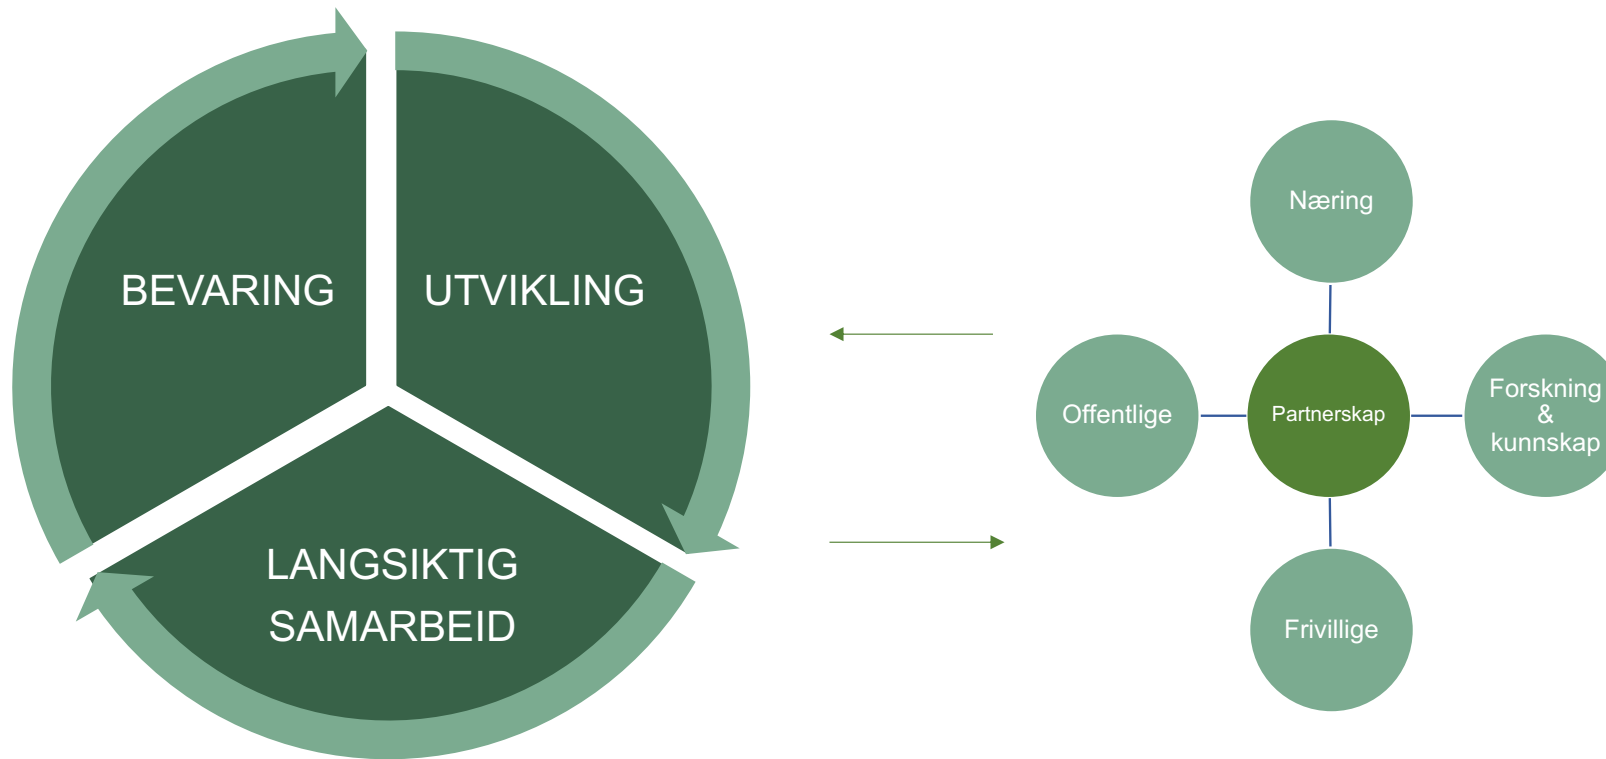 BEVARING
UTVIKLING
LANGSIKTIG
SAMARBEID
Næring
Offentlige
Partnerskap
Forskning
&
kunnskap
Frivillige